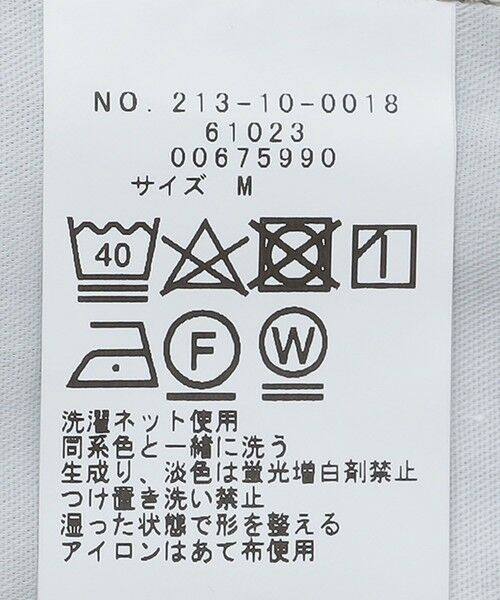 NO. 213-10-0018
61023
00675990
サイズ M
40
F W
洗濯ネット使用
同系色と一緒に洗う
生成り、淡色は蛍光増白剤禁止
つけ置き洗い禁止
湿った状態で形を整える
アイロンはあて布使用